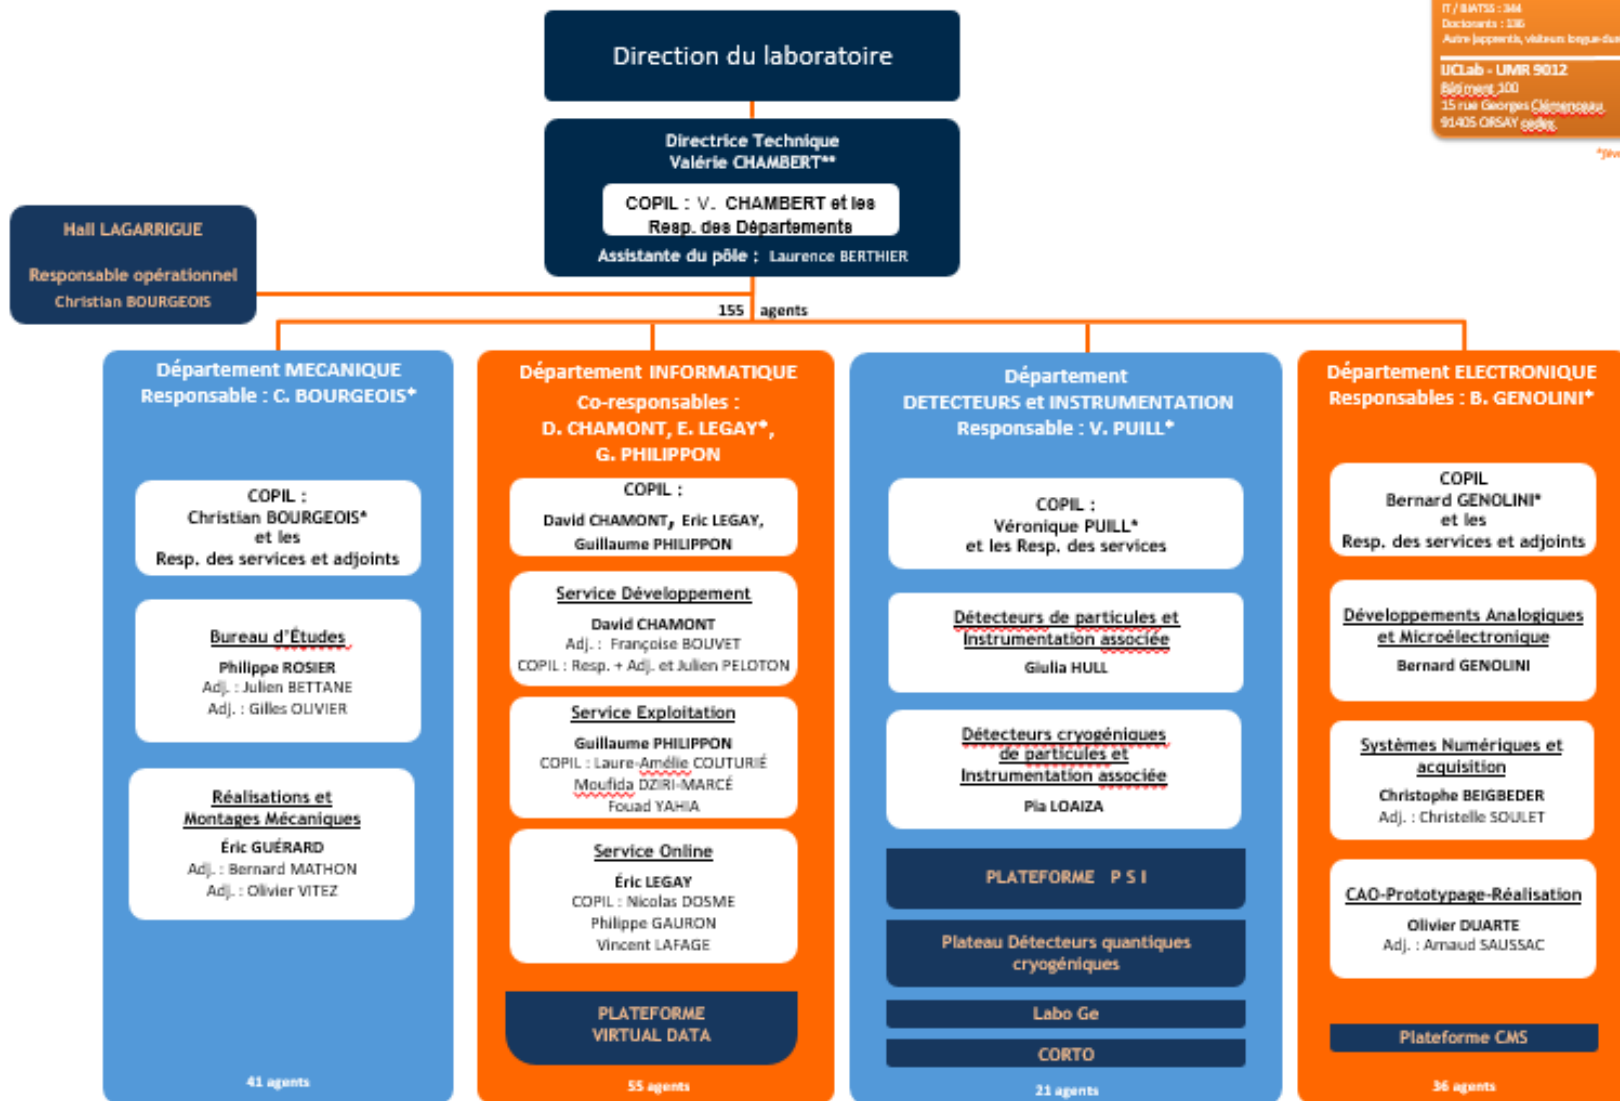 IT / BIATSS : 344
Doctorants : 136
Autre (apprentis, visiteurs longue
IJCLab - UMR 9012
Bâtiment 100
15 rue Georges Clémenceau
91405 ORSAY cedex
Direction du laboratoire
Directrice Technique
Valérie CHAMBERT**
COPIL : V. CHAMBERT et les
Resp. des Départements
Assistante du pôle : Laurence BERTHIER
Hall LAGARRIGUE
Responsable opérationnel
Christian BOURGEOIS
155 agents
Département MECANIQUE
Responsable : C. BOURGEOIS*
COPIL :
Christian BOURGEOIS*
et les
Resp. des services et adjoints
Bureau d'Études
Philippe ROSIER
Adj. : Julien BETTANE
Adj. : Gilles OLIVIER
Réalisations et
Montages Mécaniques
Éric GUÉRARD
Adj. : Bernard MATHON
Adj. : Olivier VITEZ
41 agents
Département INFORMATIQUE
Co-responsables :
D. CHAMONT, E. LEGAY*,
G. PHILIPPON
COPIL :
David CHAMONT, Eric LEGAY,
Guillaume PHILIPPON
Service Développement
David CHAMONT
Adj. : Françoise BOUVET
COPIL : Resp. + Adj. et Julien PELOTON
Service Exploitation
Guillaume PHILIPPON
COPIL : Laure-Amélie COUTURIÉ
Moufida DZIRI-MARCÉ
Fouad YAHIA
Service Online
Éric LEGAY
COPIL : Nicolas DOSME
Philippe GAURON
Vincent LAFAGE
PLATEFORME
VIRTUAL DATA
55 agents
Département
DETECTEURS et INSTRUMENTATION
Responsable : V. PUILL*
COPIL :
Véronique PUILL*
et les Resp. des services
Détecteurs de particules et
Instrumentation associée
Giulia HULL
Détecteurs cryogéniques
de particules et
Instrumentation associée
Pia LOAIZA
PLATEFORME P S I
Plateau Détecteurs quantiques
cryogéniques
Labo Ge
CORTO
21 agents
Département ELECTRONIQUE
Responsables : B. GENOLINI*
COPIL
Bernard GENOLINI*
et les
Resp. des services et adjoints
Développements Analogiques
et Microélectronique
Bernard GENOLINI
Systèmes Numériques et
acquisition
Christophe BEIGBEDER
Adj. : Christelle SOULET
CAO-Prototypage-Réalisation
Olivier DUARTE
Adj. : Arnaud SAUSSAC
Plateforme CMS
36 agents